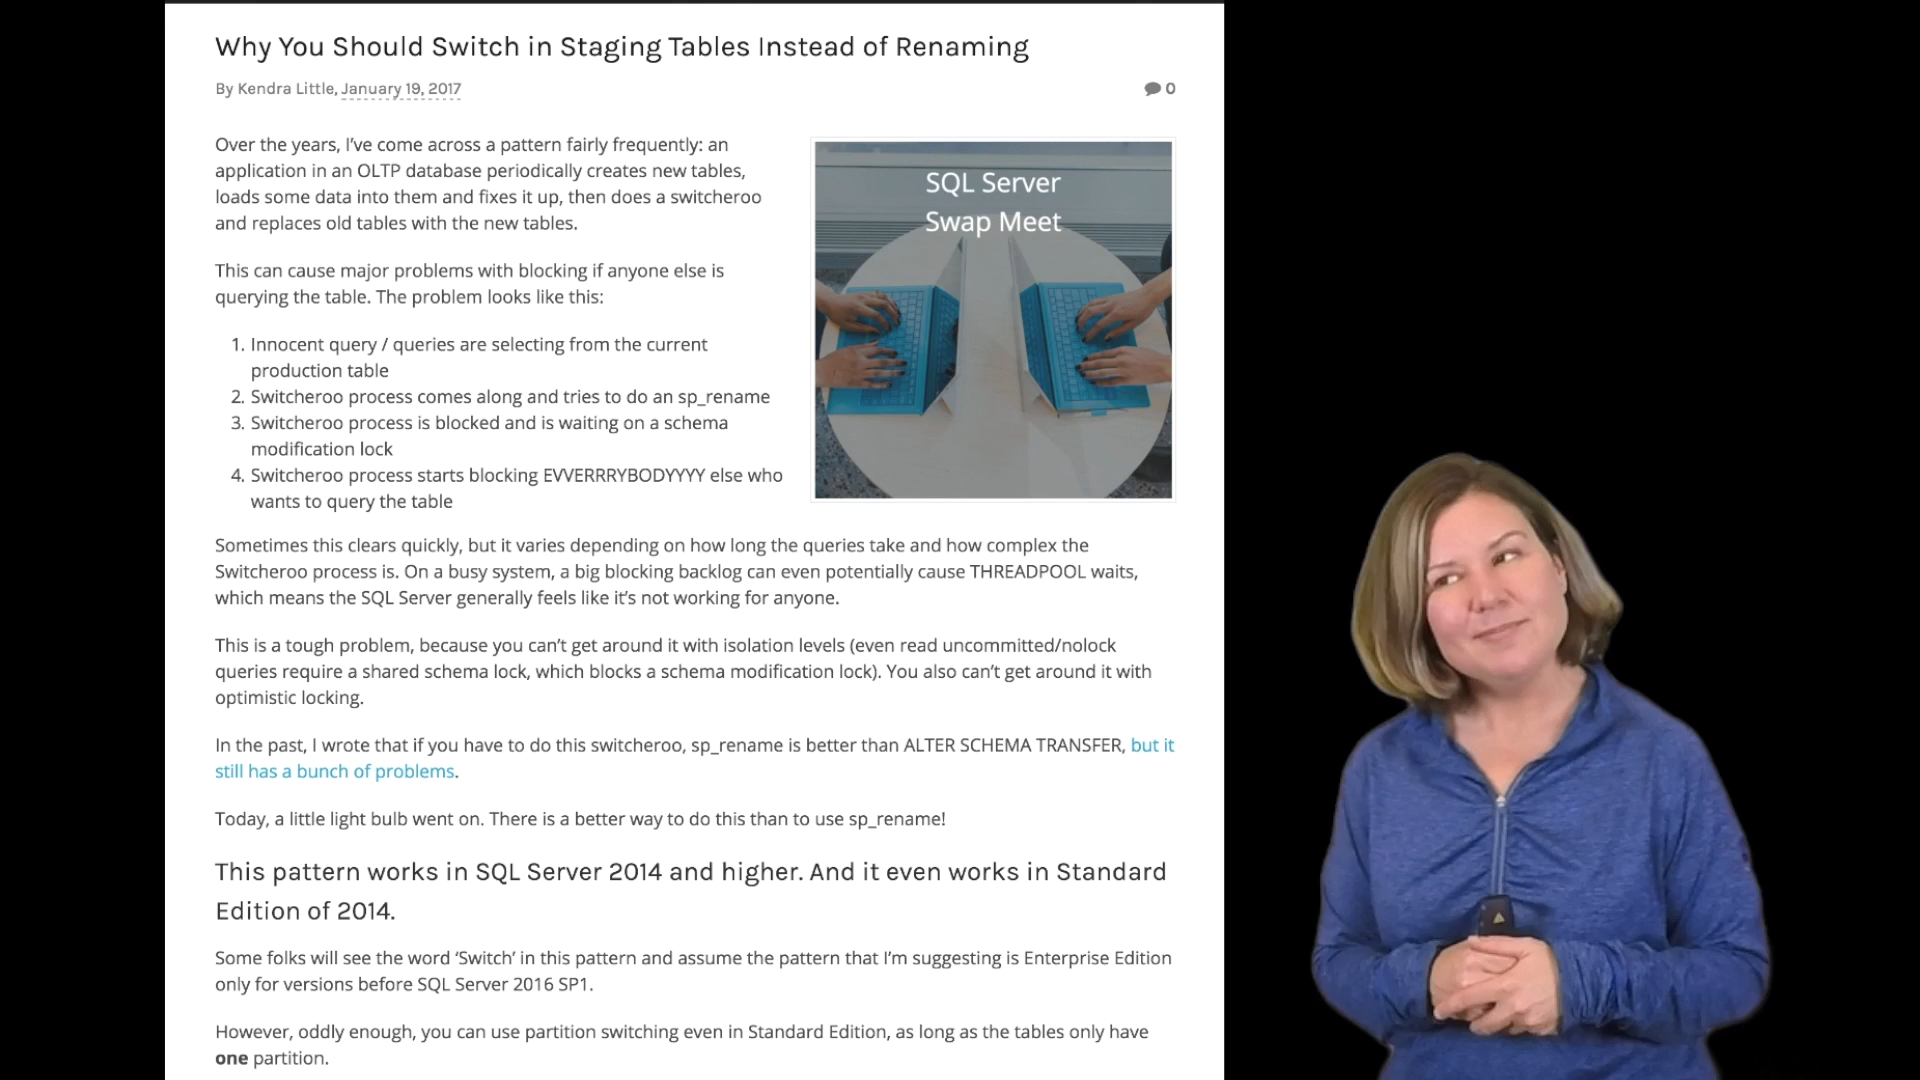 Why You Should Switch in Staging Tables Instead of Renaming
By Kendra Little, January 19, 2017
0
Over the years, I've come across a pattern fairly frequently: an
application in an OLTP database periodically creates new tables,
loads some data into them and fixes it up, then does a switcheroo
and replaces old tables with the new tables.
SQL Server
Swap Meet
This can cause major problems with blocking if anyone else is
querying the table. The problem looks like this:
1. Innocent query / queries are selecting from the current
production table
2. Switcheroo process comes along and tries to do an sp_rename
3. Switcheroo process is blocked and is waiting on a schema
modification lock
4. Switcheroo process starts blocking EVVERRRYBODYYYY else who
wants to query the table
Sometimes this clears quickly, but it varies depending on how long the queries take and how complex the
Switcheroo process is. On a busy system, a big blocking backlog can even potentially cause THREADPOOL waits,
which means the SQL Server generally feels like it's not working for anyone.
This is a tough problem, because you can't get around it with isolation levels (even read uncommitted/nolock
queries require a shared schema lock, which blocks a schema modification lock). You also can't get around it with
optimistic locking.
In the past, I wrote that if you have to do this switcheroo, sp_rename is better than ALTER SCHEMA TRANSFER, but it
still has a bunch of problems.
Today, a little light bulb went on. There is a better way to do this than to use sp_rename!
This pattern works in SQL Server 2014 and higher. And it even works in Standard
Edition of 2014.
Some folks will see the word 'Switch' in this pattern and assume the pattern that I'm suggesting is Enterprise Edition
only for versions before SQL Server 2016 SP1.
However, oddly enough, you can use partition switching even in Standard Edition, as long as the tables only have
one partition.